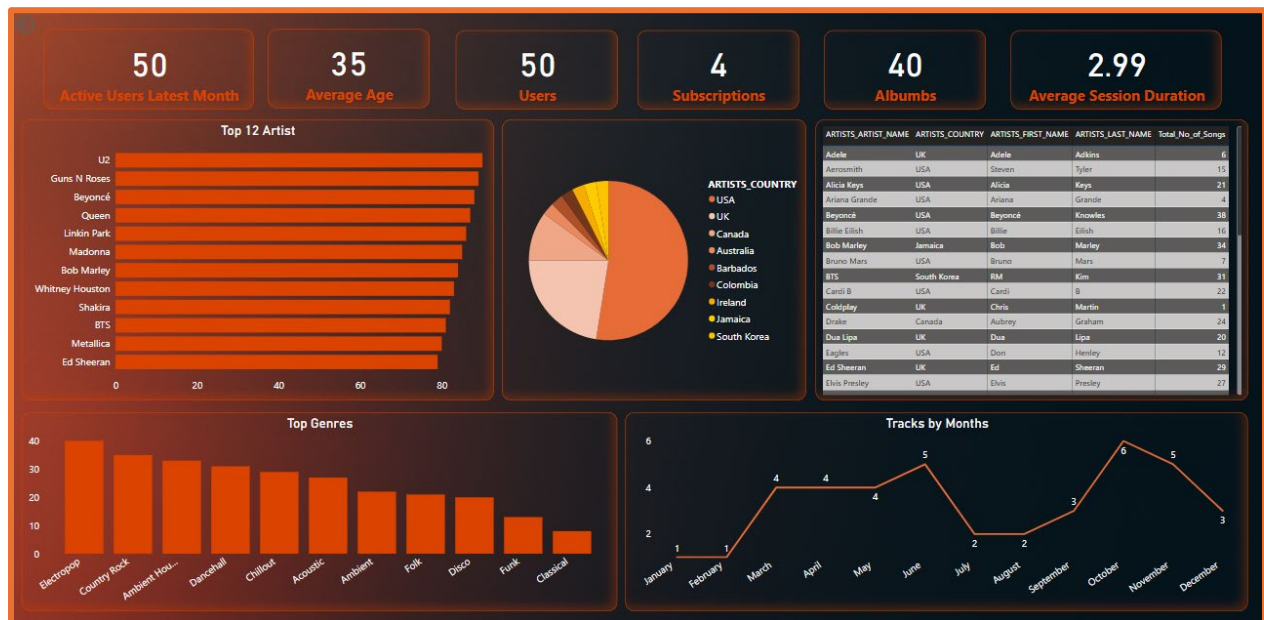 50
Active Users Latest Month
35
Average Age
50
Users
4
Subscriptions
40
Albumbs
2.99
Average Session Duration
Top 12 Artist
U2
Guns N Roses
Beyoncé
Queen
Linkin Park
Madonna
Bob Marley
Whitney Houston
Shakira
BTS
Metallica
Ed Sheeran
0 20 40 60 80
ARTISTS_COUNTRY
USA
UK
Canada
Australia
Barbados
Colombia
Ireland
Jamaica
South Korea
ARTISTS_ARTIST_NAME ARTISTS_COUNTRY ARTISTS_FIRST_NAME ARTISTS_LAST_NAME Total_No_of_Songs
Adele UK Adele Adkins 6
Aerosmith USA Steven Tyler 15
Alicia Keys USA Alicia Keys 21
Ariana Grande USA Ariana Grande 4
Beyoncé USA Beyoncé Knowles 38
Billie Eilish USA Billie Eilish 16
Bob Marley Jamaica Bob Marley 34
Bruno Mars USA Bruno Mars 7
BTS South Korea RM Kim 31
Cardi B USA Cardi B 22
Coldplay UK Chris Martin 1
Drake Canada Aubrey Graham 24
Dua Lipa UK Dua Lipa 20
Eagles USA Don Henley 12
Ed Sheeran UK Ed Sheeran 29
Elvis Presley USA Elvis Presley 27
Top Genres
40
30
20
10
0
Electropop Country Rock Ambient Hou... Dancehall Chillout Acoustic Ambient Folk Disco Funk Classical
Tracks by Months
6
4
2
1 1 4 4 4 5 2 2 3 6 5 3
January February March April May June July August September October November December